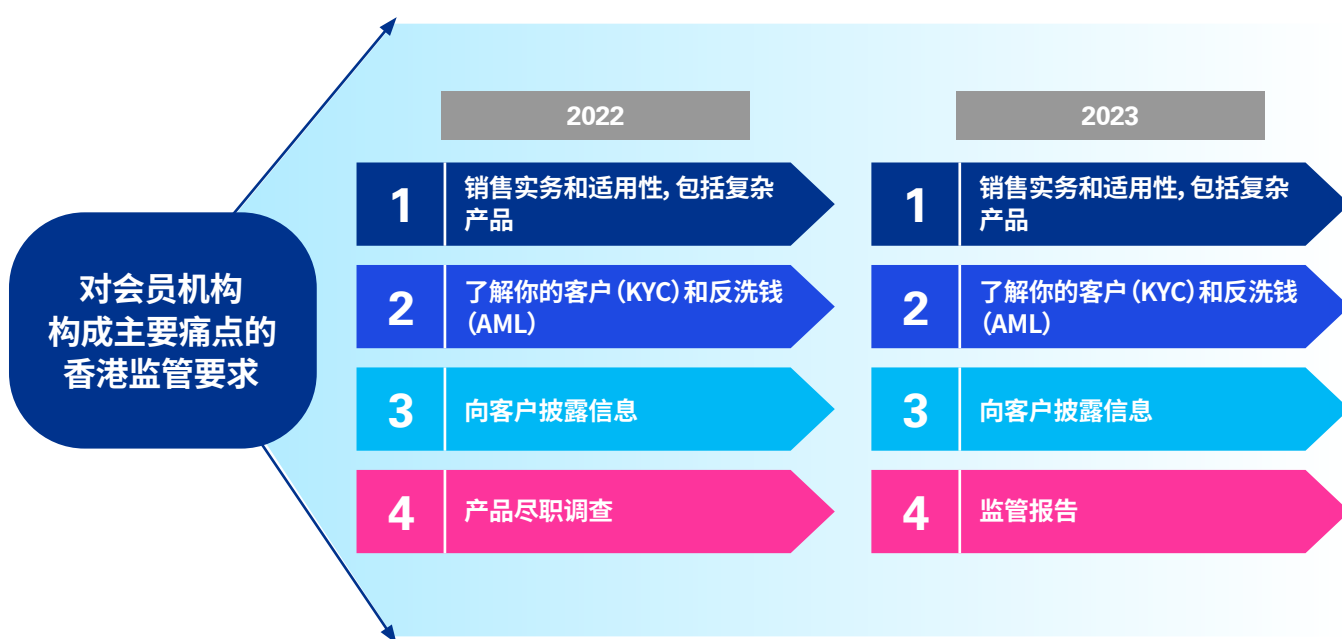 对会员机构
构成主要痛点的
香港监管要求
2022
1
销售实务和适用性, 包括复杂
产品
2
了解你的客户（KYC）和反洗钱
（AML）
3
向客户披露信息
4
产品尽职调查
2023
1
销售实务和适用性, 包括复杂
产品
2
了解你的客户（KYC）和反洗钱
（AML）
3
向客户披露信息
4
监管报告